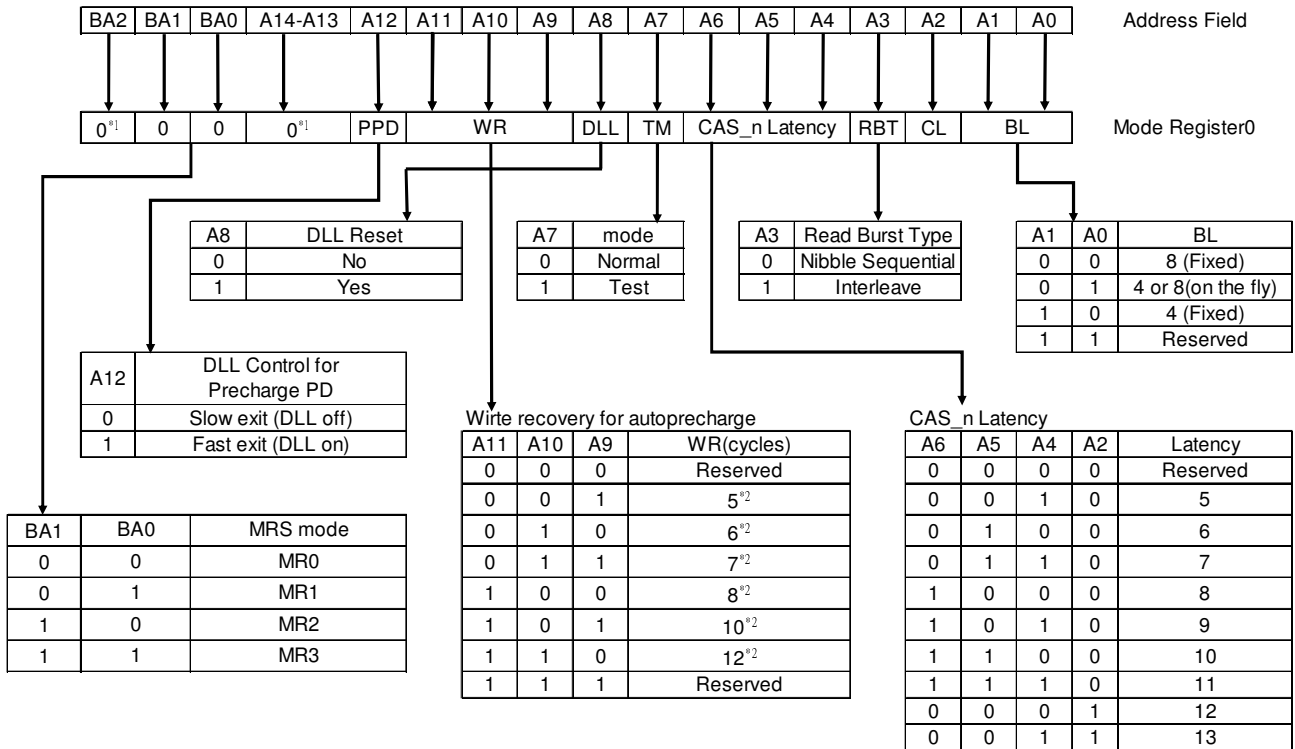 BA2 BA1 BA0 A14-A13 A12 A11 A10 A9 A8 A7 A6 A5 A4 A3 A2 A1 A0 Address Field
0*1 0 0 0*1 PPD WR DLL TM CAS_n Latency RBT CL BL Mode Register0
A8 DLL Reset
0 No
1 Yes
A7 mode
0 Normal
1 Test
A3 Read Burst Type
0 Nibble Sequential
1 Interleave
A1 A0 BL
0 0 8 (Fixed)
0 1 4 or 8(on the fly)
1 0 4 (Fixed)
1 1 Reserved
A12 DLL Control for
Precharge PD
0 Slow exit (DLL off)
1 Fast exit (DLL on)
BA1 BA0 MRS mode
0 0 MR0
0 1 MR1
1 0 MR2
1 1 MR3
Wirte recovery for autoprecharge
A11 A10 A9 WR(cycles)
0 0 0 Reserved
0 0 1 5*2
0 1 0 6*2
0 1 1 7*2
1 0 0 8*2
1 0 1 10*2
1 1 0 12*2
1 1 1 Reserved
CAS_n Latency
A6 A5 A4 A2 Latency
0 0 0 0 Reserved
0 0 1 0 5
0 1 0 0 6
0 1 1 0 7
1 0 0 0 8
1 0 1 0 9
1 1 0 0 10
1 1 1 0 11
0 0 0 1 12
0 0 1 1 13